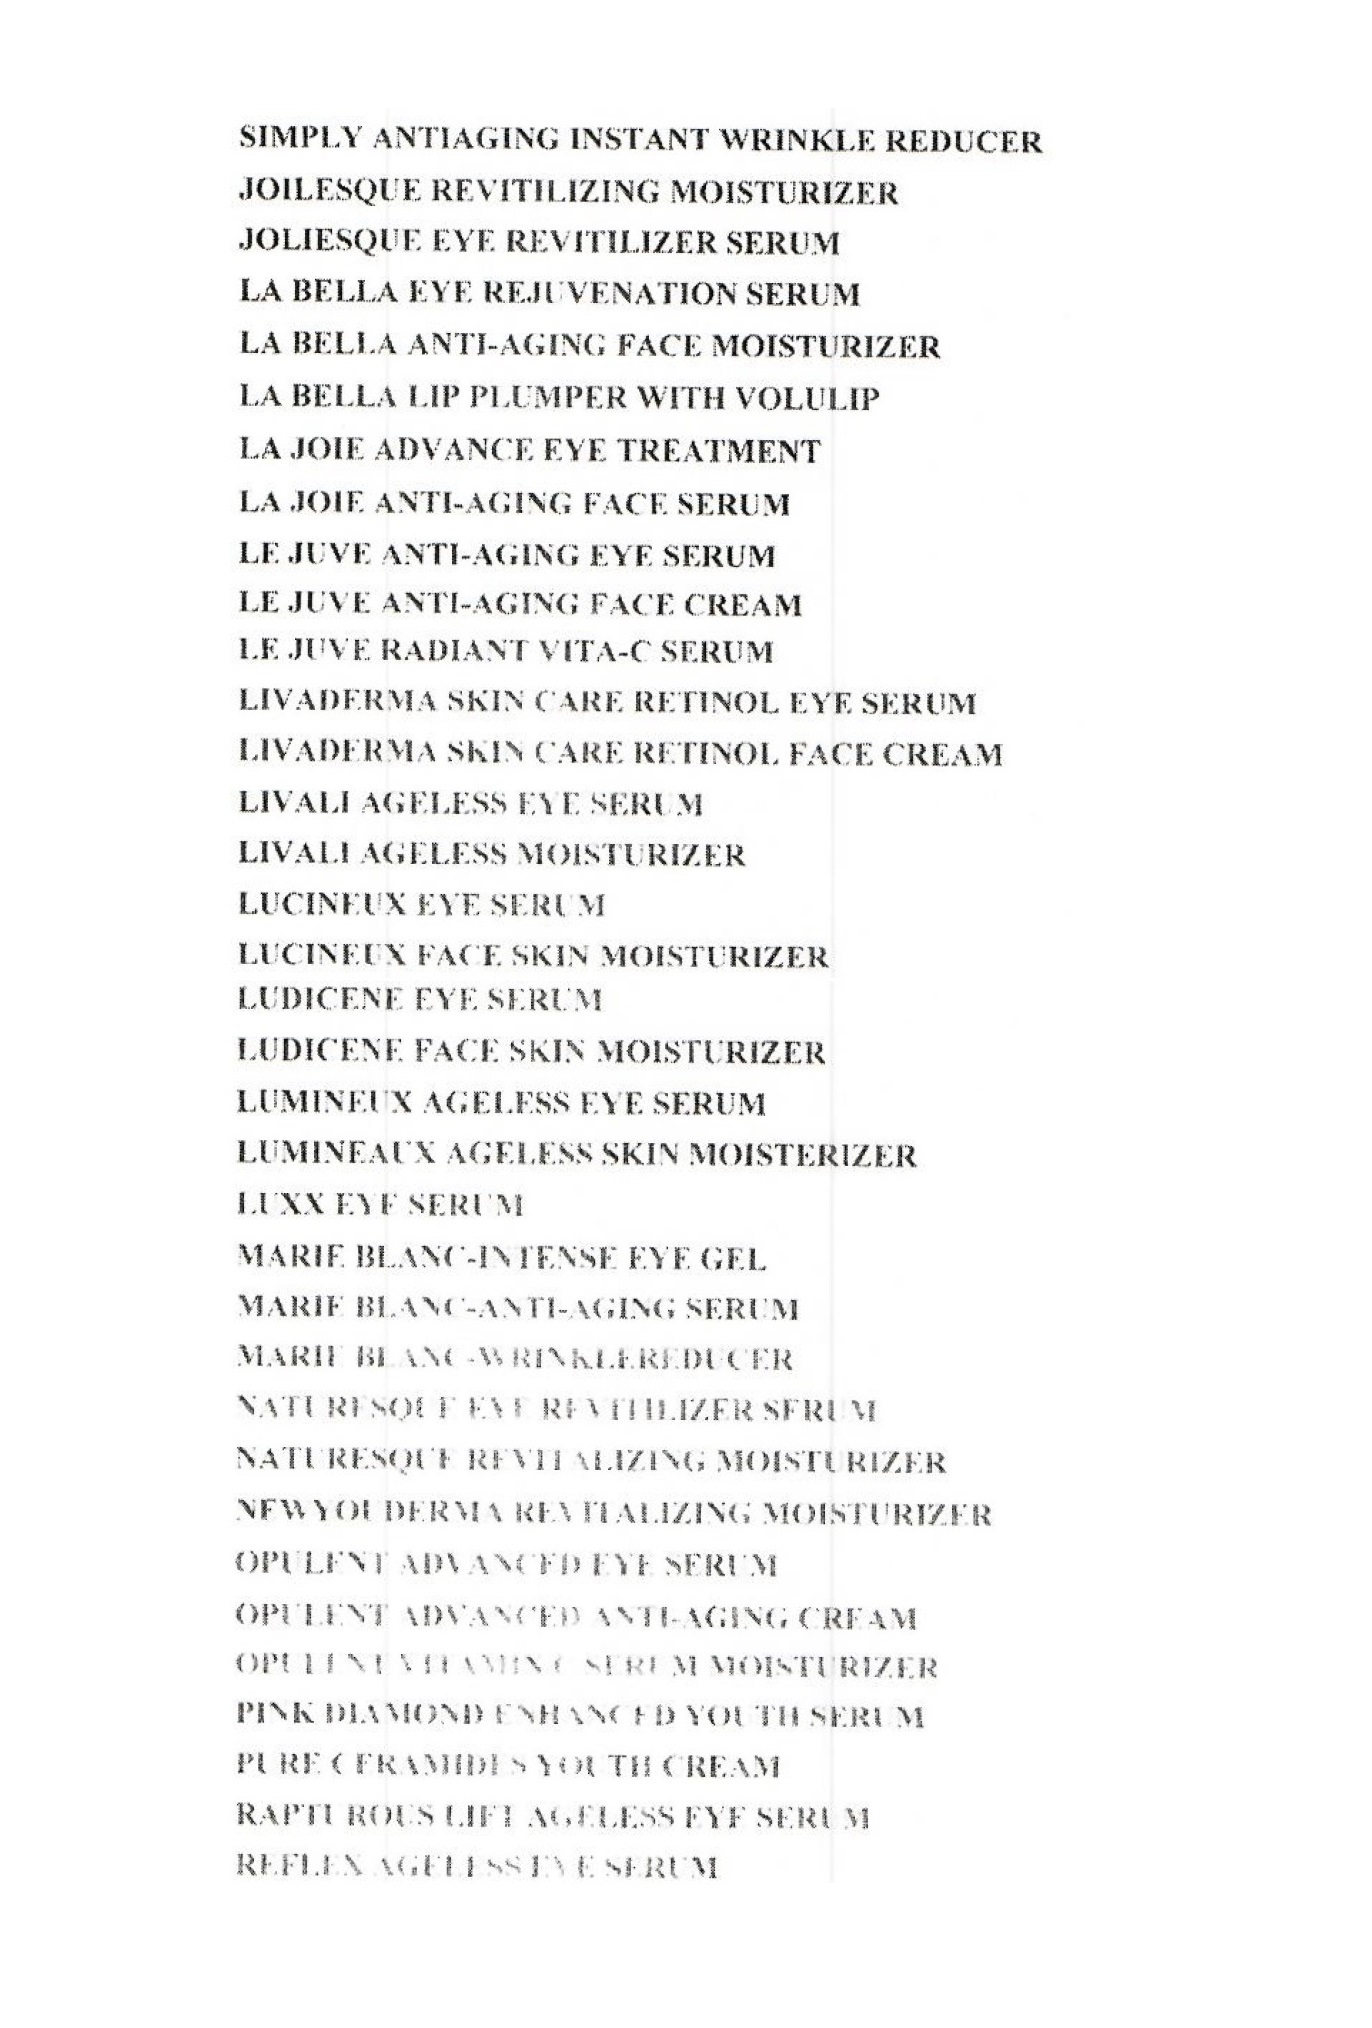 SIMPLY ANTIAGING INSTANT WRINKLE REDUCER
JOILESQUE REVITILIZING MOISTURIZER
JOLIESQUE EYE REVITILIZER SERUM
LA BELLA EYE REJUVENATION SERUM
LA BELLA ANTI-AGING FACE MOISTURIZER
LA BELLA LIP PLUMPER WITH VOLULIP
LA JOIE ADVANCE EYE TREATMENT
LA JOIE ANTI-AGING FACE SERUM
LE JUVE ANTI-AGING EYE SERUM
LE JUVE ANTI-AGING FACE CREAM
LE JUVE RADIANT VITA-C SERUM
LIVADERMA SKIN CARE RETINOL EYE SERUM
LIVADERMA SKIN CARE RETINOL FACE CREAM
LIVALI AGELESS EYE SERUM
LIVALI AGELESS MOISTURIZER
LUCINEUX EYE SERUM
LUCINEUX FACE SKIN MOISTURIZER
LUDICENE EYE SERUM
LUDICENE FACE SKIN MOISTURIZER
LUMINEUX AGELESS EYE SERUM
LUMINEAUX AGELESS SKIN MOISTERIZER
LUXX EYE SERUM
MARIE BLANC-INTENSE EYE GEL
MARIE BLANC-ANTI-AGING SERUM
MARIE BLANC-WRINKLEREDUCER
NATURESQUE EYE REVITILIZER SERUM
NATURESQUE REVITALIZING MOISTURIZER
NEWYOUDERMA REVITIALIZING MOISTURIZER
OPULENT ADVANCED EYE SERUM
OPULENT ADVANCED ANTI-AGING CREAM
OPULENT VITAMIN C SERUM MOISTURIZER
PINK DIAMOND ENHANCED YOUTH SERUM
PURE CERAMIDES YOUTH CREAM
RAPTUROUS LIFT AGELESS EYE SERUM
REFLEX AGELESS EYE SERUM